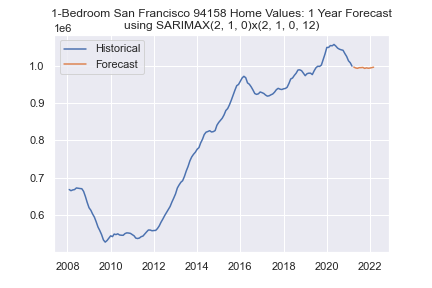 1-Bedroom San Francisco 94158 Home Values: 1 Year Forecast
using SARIMAX(2, 1, 0)x(2, 1, 0, 12)
1e6
Historical
Forecast
1.0
0.9
0.8
0.7
0.6
2008 2010 2012 2014 2016 2018 2020 2022